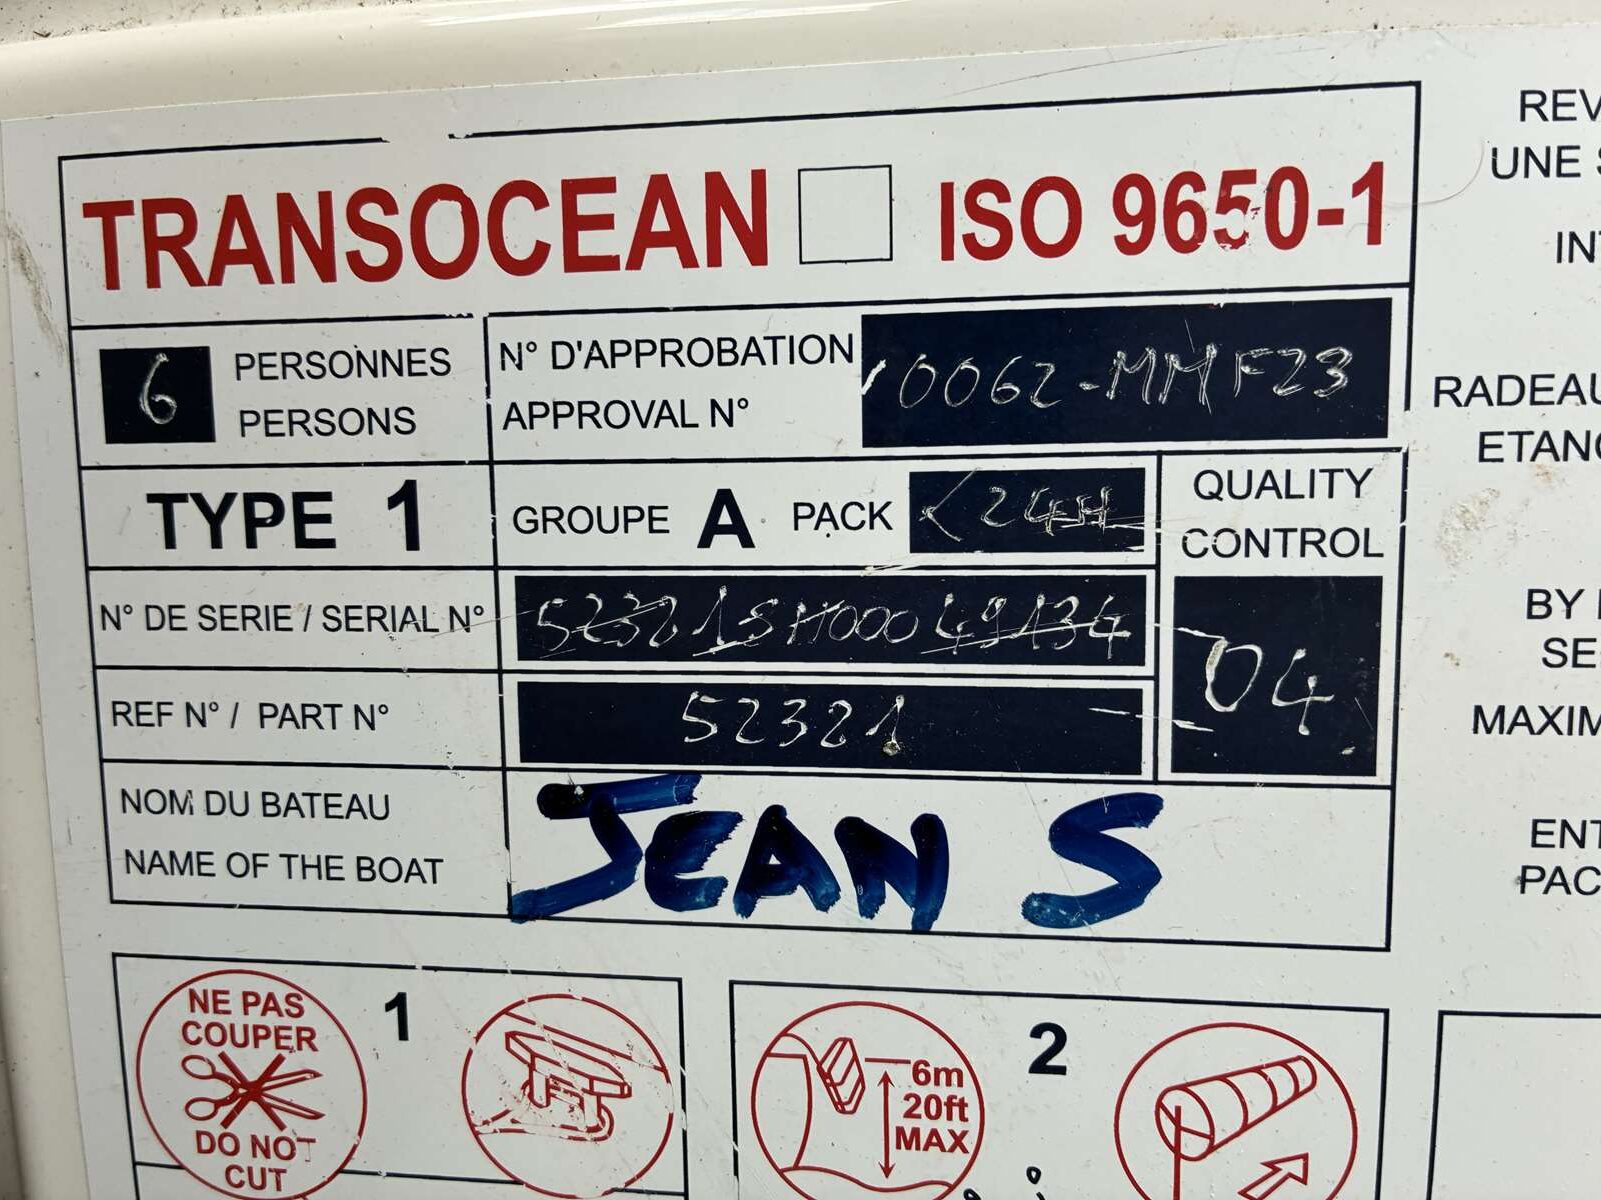 TRANSOCEAN ISO 9650-1
6 PERSONNES
PERSONS
N° D'APPROBATION
APPROVAL N°
0062-MMF23
TYPE 1
GROUPE A PACK <24H
QUALITY
CONTROL
04
N° DE SERIE / SERIAL N° 52321SH00049134
REF N° / PART N° 52321
NOM DU BATEAU
NAME OF THE BOAT
JEAN S
REV
UNE S
INT
RADEAU
ETANC
BY
SE
MAXIM
ENT
PAC
NE PAS
COUPER
DO NOT
CUT
1
6m
20ft
MAX
2